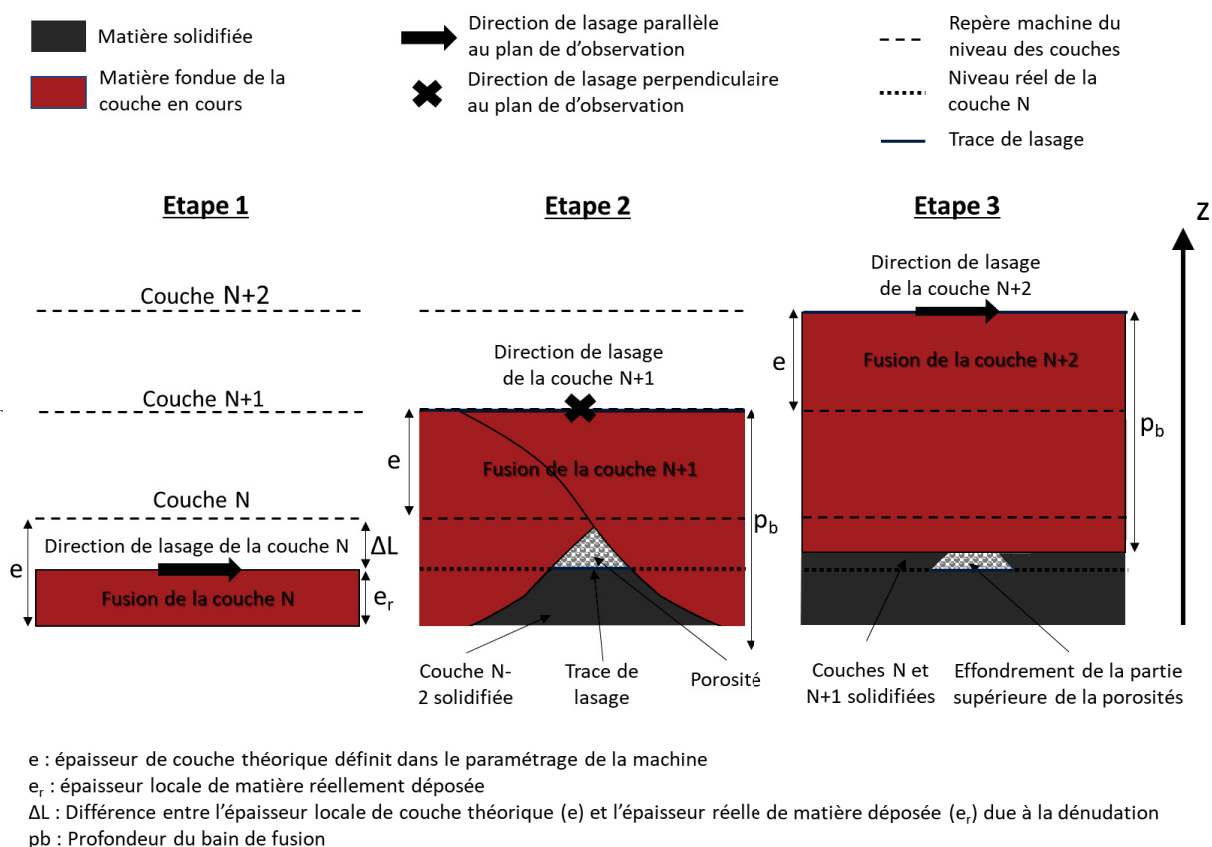 Matière solidifiée
Matière fondue de la
couche en cours
Direction de lasage parallèle
au plan de d’observation
Direction de lasage perpendiculaire
au plan de d’observation
Repère machine du
niveau des couches
Niveau réel de la
couche N
Trace de lasage
Etape 1
Etape 2
Etape 3
Z
Couche N+2
Couche N+1
Couche N
Direction de lasage de la couche N
ΔL
e
Fusion de la couche N
er
Direction de lasage
de la couche N+1
e
Fusion de la couche N+1
pb
Couche N-
2 solidifiée
Trace de
lasage
Porosité
Direction de lasage
de la couche N+2
e
Fusion de la couche N+2
pb
Couches N et
N+1 solidifiées
Effondrement de la partie
supérieure de la porosités
e : épaisseur de couche théorique définit dans le paramétrage de la machine
er : épaisseur locale de matière réellement déposée
ΔL : Différence entre l’épaisseur locale de couche théorique (e) et l’épaisseur réelle de matière déposée (er) due à la dénudation
pb : Profondeur du bain de fusion